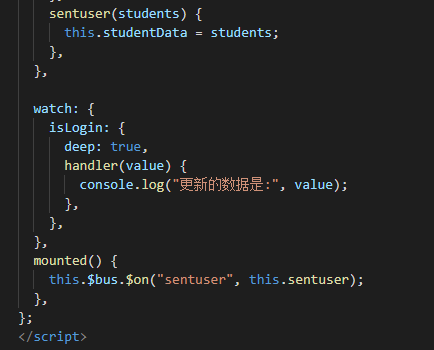 sentuser(students) {
this.studentData = students;
},
},
watch: {
isLogin: {
deep: true,
handler(value) {
console.log("更新的数据是:", value);
},
},
},
mounted() {
this.$bus.$on("sentuser", this.sentuser);
},
};
</script>